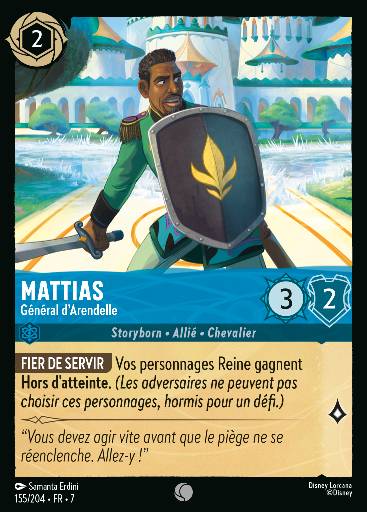 2
MATTIAS
Général d'Arendelle
3
2
Storyborn • Allié • Chevalier
FIER DE SERVIR Vos personnages Reine gagnent
Hors d'atteinte. (Les adversaires ne peuvent pas
choisir ces personnages, hormis pour un défi.)
“Vous devez agir vite avant que le piège ne se
réenclenche. Allez-y !”
Samanta Erdini
155/204 • FR • 7
Disney Lorcana
©Disney